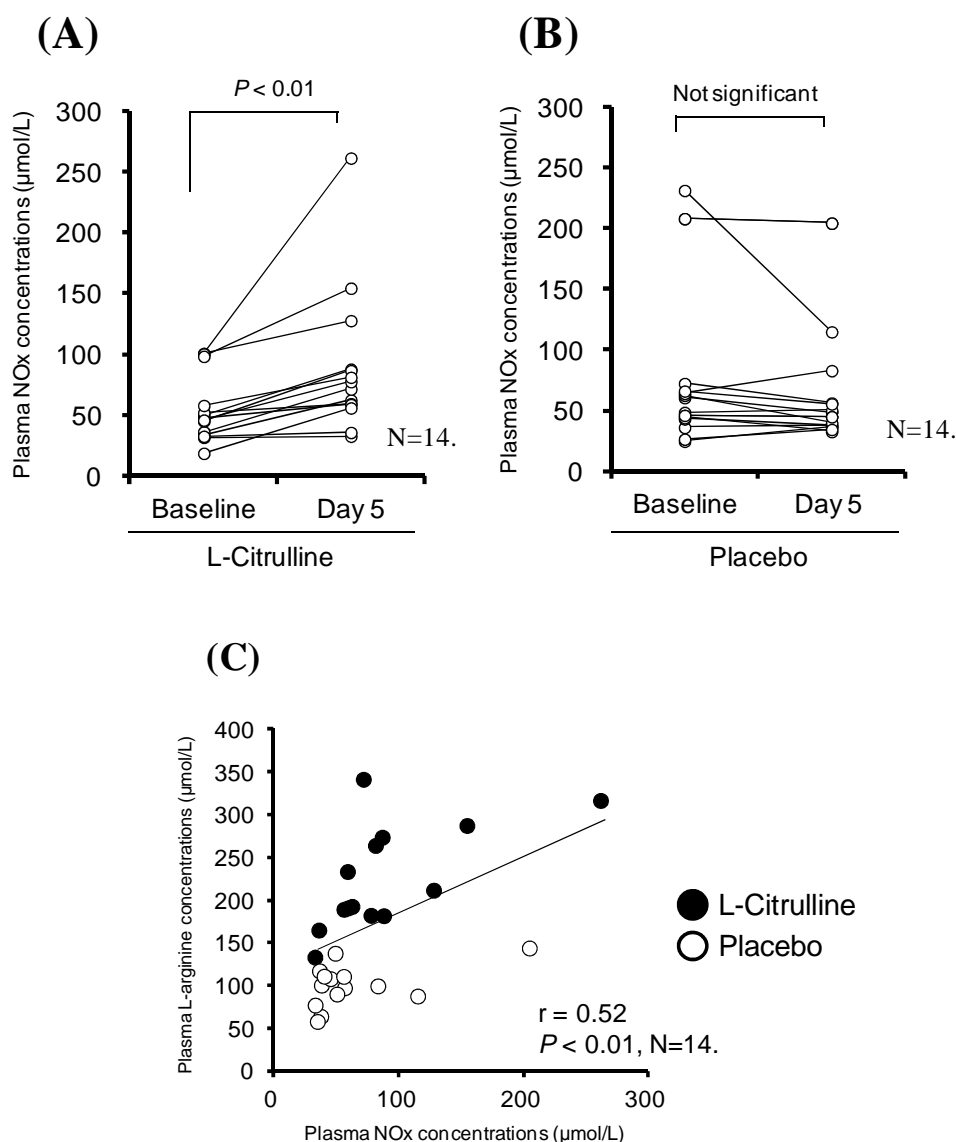 (A)
P < 0.01
Plasma NOx concentrations (μmol/L)
300
250
200
150
100
50
0
N=14.
Baseline Day 5
L-Citrulline
(B)
Not significant
Plasma NOx concentrations (μmol/L)
300
250
200
150
100
50
0
N=14.
Baseline Day 5
Placebo
(C)
Plasma L-arginine concentrations (μmol/L)
400
350
300
250
200
150
100
50
0
L-Citrulline
Placebo
r = 0.52
P < 0.01, N=14.
0 100 200 300
Plasma NOx concentrations (μmol/L)